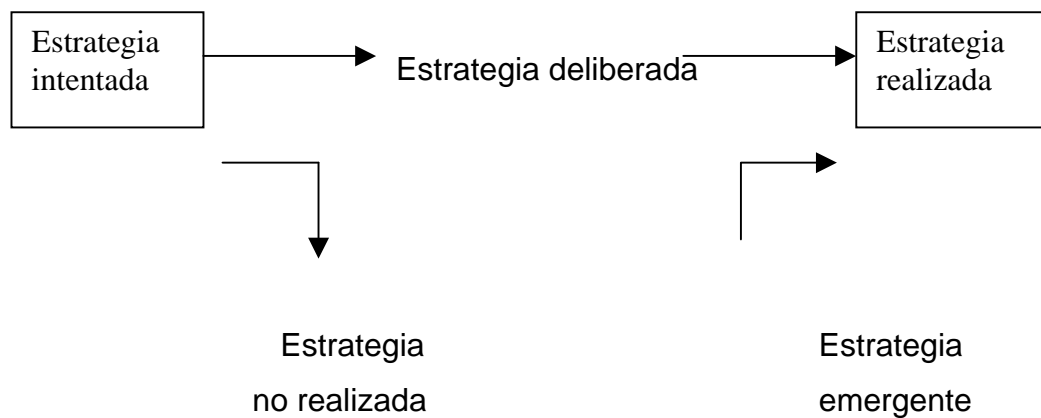 Estrategia
intentada
Estrategia deliberada
Estrategia
realizada
Estrategia
no realizada
Estrategia
emergente